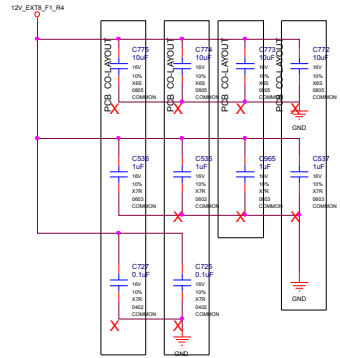 12V_EXT8_F1_R4
PCB CO-LAYOUT
PCB CO-LAYOUT
PCB CO-LAYOUT
PCB CO-LAYOUT
C775
10uF
16V
10%
X6S
0805
COMMON
C774
10uF
16V
10%
X6S
0805
COMMON
C773
10uF
16V
10%
X6S
0805
COMMON
C772
10uF
16V
10%
X6S
0805
COMMON
GND
C536
1uF
16V
10%
X7R
0603
COMMON
C535
1uF
16V
10%
X7R
0603
COMMON
C965
1uF
16V
10%
X7R
0603
COMMON
C537
1uF
16V
10%
X7R
0603
COMMON
GND
C727
0.1uF
16V
10%
X7R
0402
COMMON
C725
0.1uF
16V
10%
X7R
0402
COMMON
GND